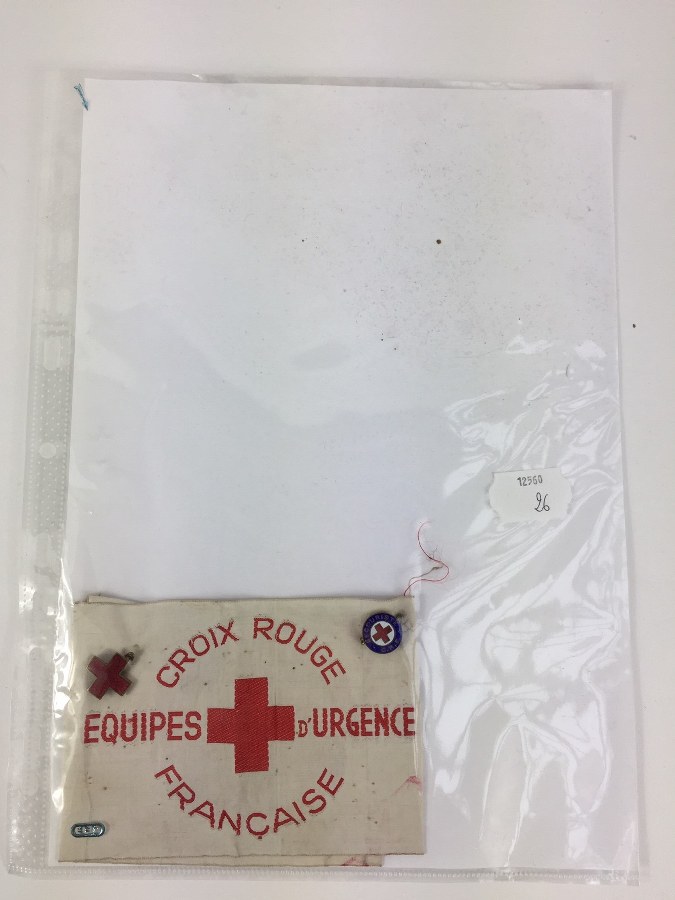 12560
26
CROIX ROUGE
EQUIPES D'URGENCE
FRANÇAISE